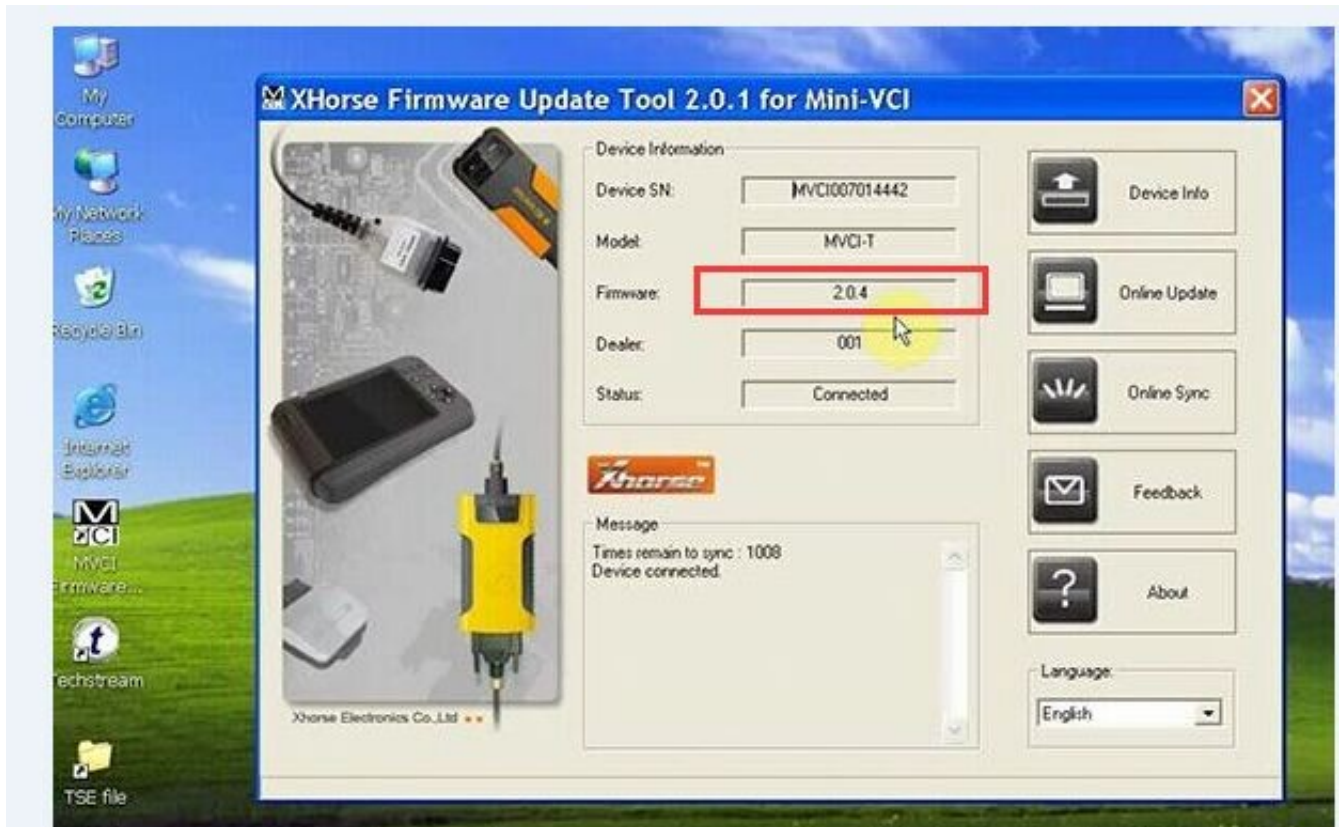 My
Computer
My Network
Places
Recycle Bin
Internet
Explorer
MVCI
Firmware...
Techstream
TSE file
XHorse Firmware Update Tool 2.0.1 for Mini-VCI
Device Information
Device SN: MVCI007014442
Model: MVCI-T
Firmware: 2.0.4
Dealer: 001
Status: Connected
Xhorse
Message
Times remain to sync : 1008
Device connected.
Xhorse Electronics Co.,Ltd
Device Info
Online Update
Online Sync
Feedback
About
Language:
English